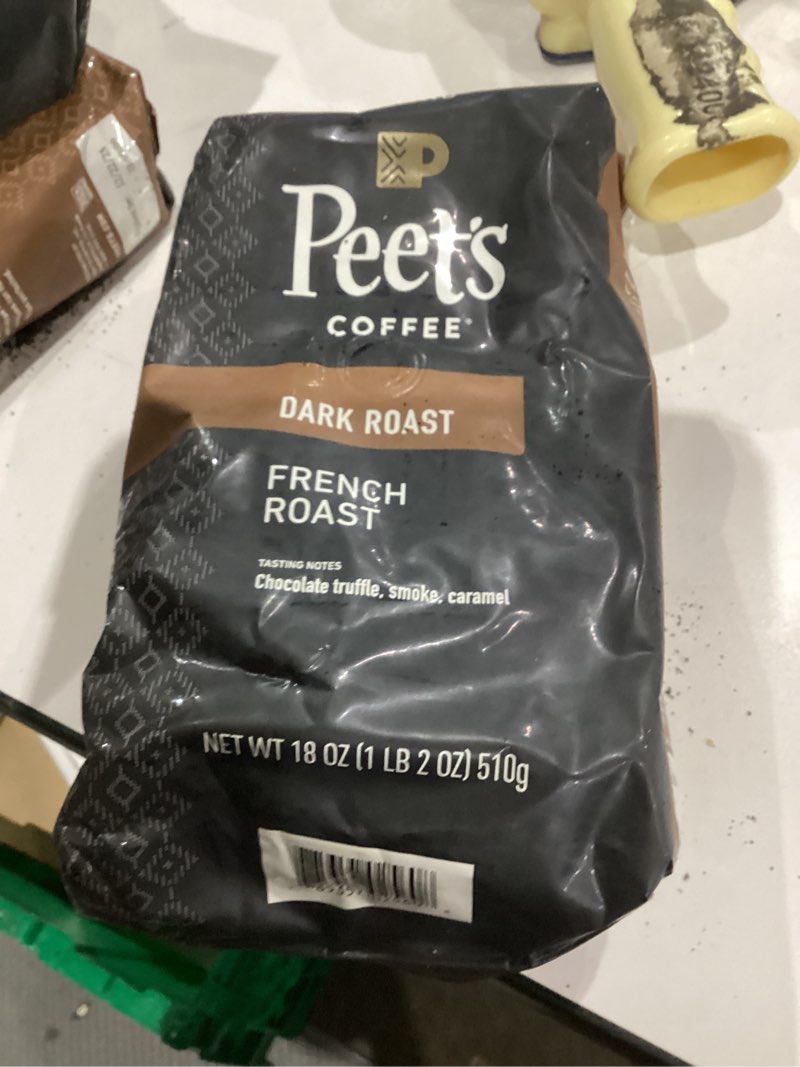 P
Peet's
COFFEE
DARK ROAST
FRENCH
ROAST
TASTING NOTES
Chocolate truffle, smoke, caramel
NET WT 18 OZ (1 LB 2 OZ) 510g